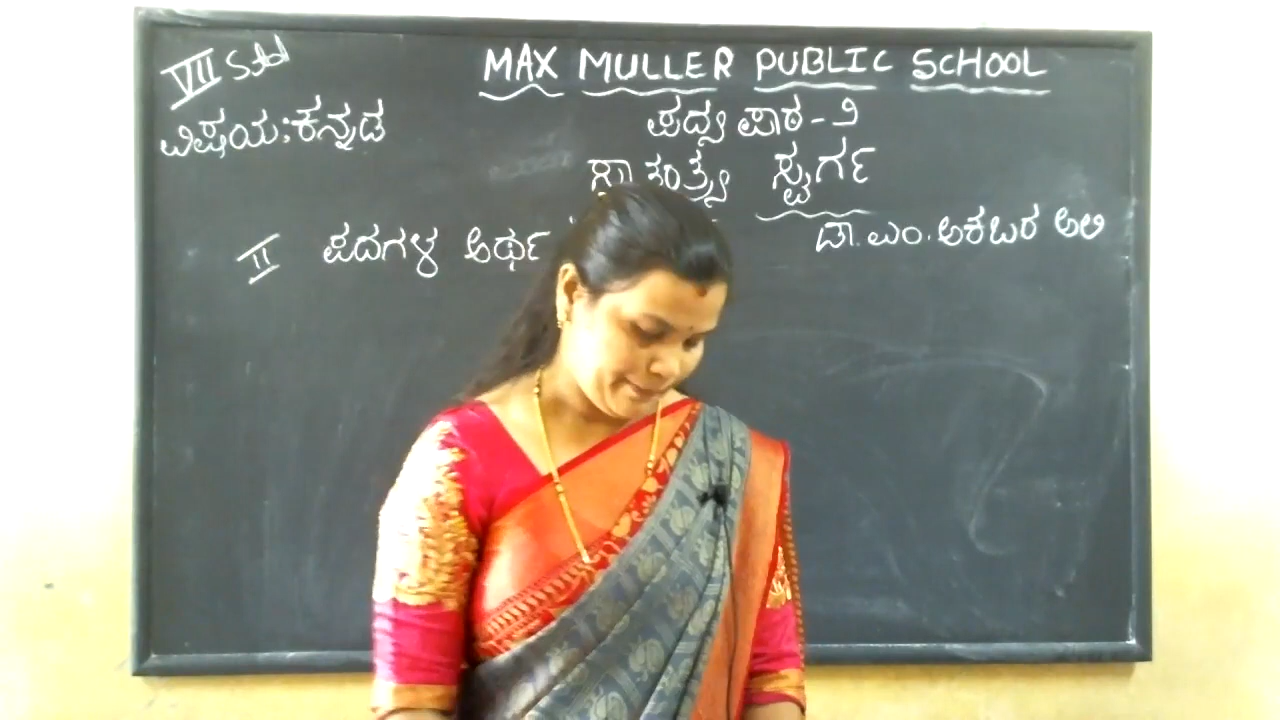 VII Std
MAX MULLER PUBLIC SCHOOL
ವಿಷಯ:ಕನ್ನಡ
ಪದ್ಯ ಪಾಠ-೨
ಸ್ವಾತಂತ್ರ್ಯ ಸ್ವರ್ಗ
ಡಾ.ಎಂ.ಅಕಬರ ಅಲಿ
II ಪದಗಳ ಅರ್ಥ